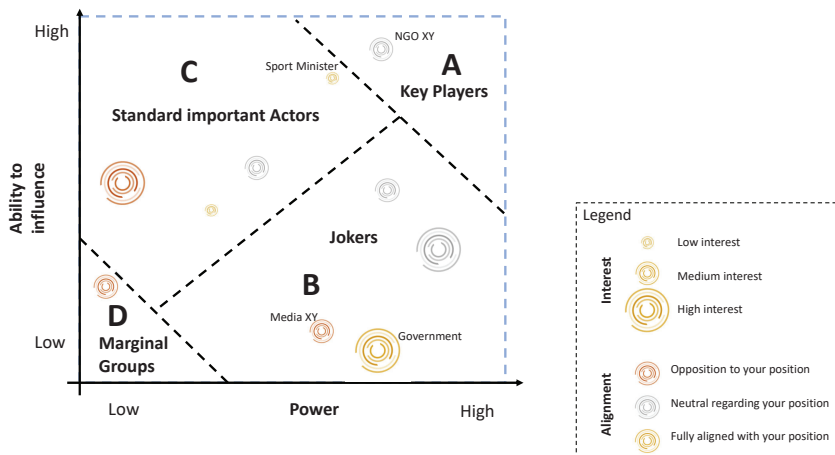 High
NGO XY
C
Sport Minister
A
Key Players
Standard important Actors
Ability to
influence
Jokers
B
D
Media XY
Government
Low
Marginal
Groups
Low
Power
High
Legend
Interest
Low interest
Medium interest
High interest
Alignment
Opposition to your position
Neutral regarding your position
Fully aligned with your position